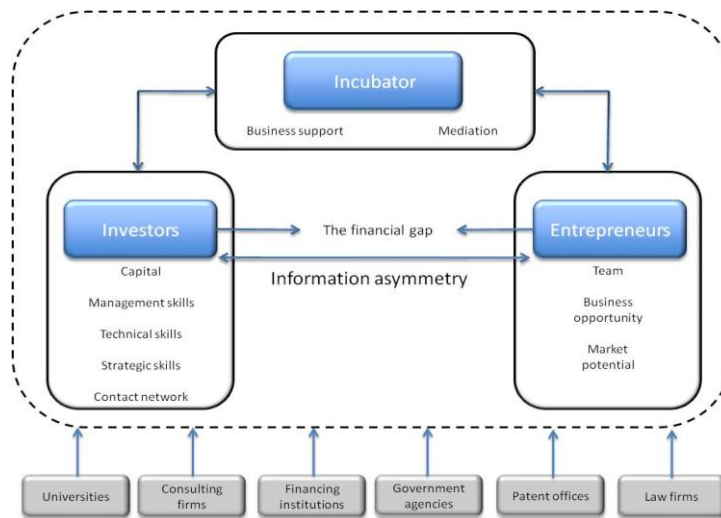 Incubator
Business support
Mediation
Investors
The financial gap
Entrepreneurs
Information asymmetry
Capital
Management skills
Technical skills
Strategic skills
Contact network
Team
Business
opportunity
Market
potential
Universities
Consulting
firms
Financing
institutions
Government
agencies
Patent offices
Law firms